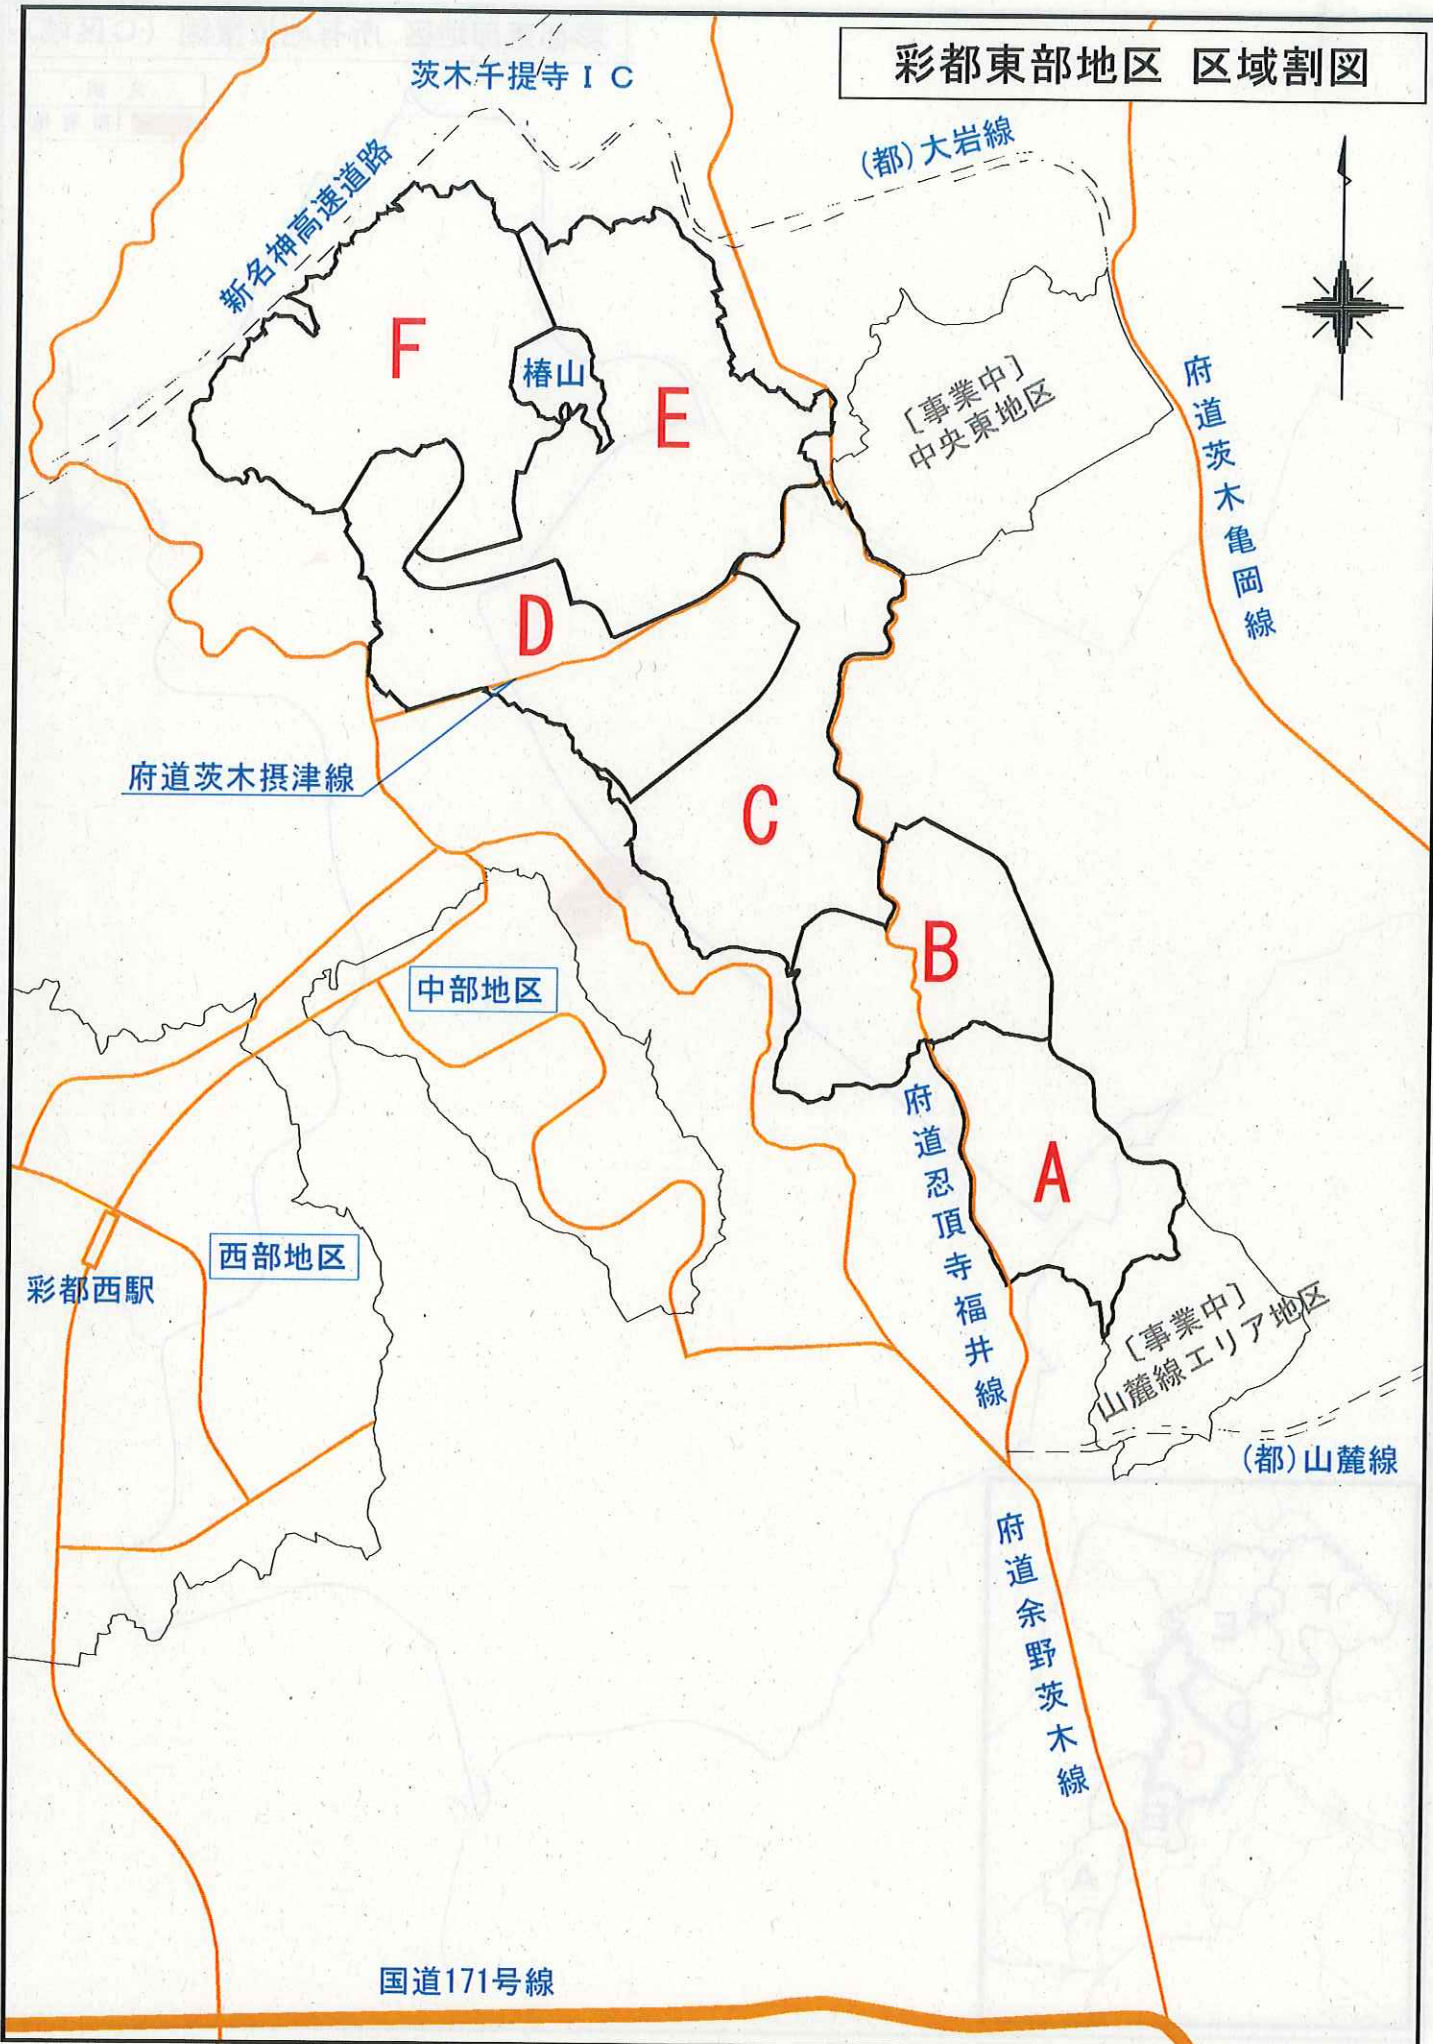 彩都東部地区 区域割図
茨木千提寺IC
(都)大岩線
新名神高速道路
F
椿山
E
〔事業中〕
中央東地区
府道茨木亀岡線
D
府道茨木摂津線
C
B
中部地区
府道忍頂寺福井線
A
西部地区
彩都西駅
〔事業中〕
山麓線エリア地区
(都)山麓線
府道余野茨木線
国道171号線